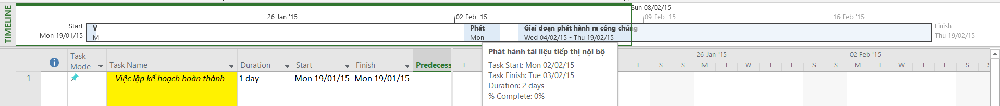 TIMELINE
Sun 08/02/15
26 Jan '15
02 Feb '15
09 Feb '15
16 Feb '15
Start
Mon 19/01/15
V
M
Phát
Mon
Giai đoạn phát hành ra công chúng
Wed 04/02/15 - Thu 19/02/15
Finish
Thu 19/02/15
Phát hành tài liệu tiếp thị nội bộ
Task Start: Mon 02/02/15
Task Finish: Tue 03/02/15
Duration: 2 days
% Complete: 0%
Task Mode
Task Name
Duration
Start
Finish
Predecess
26 Jan '15
02 Feb '15
T
F
S
S
M
T
W
T
F
S
S
M
T
W
T
F
S
1
Việc lập kế hoạch hoàn thành
1 day
Mon 19/01/15
Mon 19/01/15